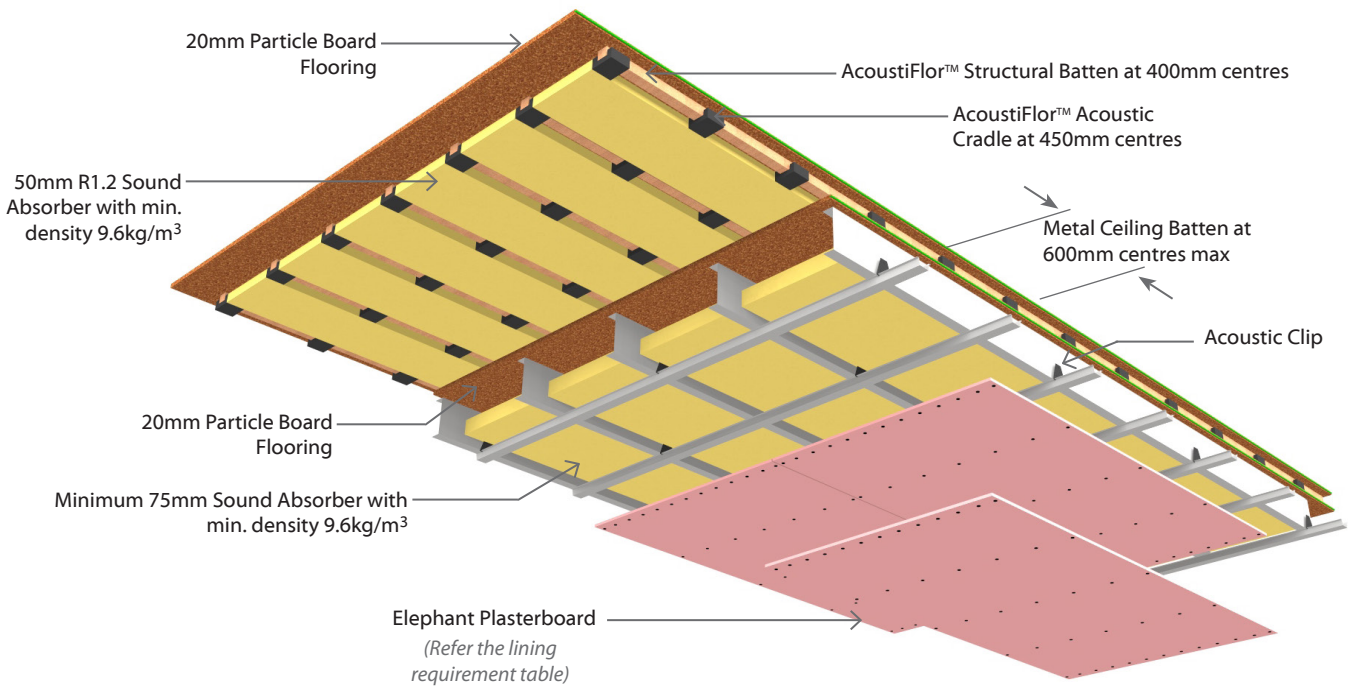 20mm Particle Board
Flooring
AcoustiFlor™ Structural Batten at 400mm centres
AcoustiFlor™ Acoustic
Cradle at 450mm centres
50mm R1.2 Sound
Absorber with min.
density 9.6kg/m³
Metal Ceiling Batten at
600mm centres max
Acoustic Clip
20mm Particle Board
Flooring
Minimum 75mm Sound Absorber with
min. density 9.6kg/m³
Elephant Plasterboard
(Refer the lining
requirement table)